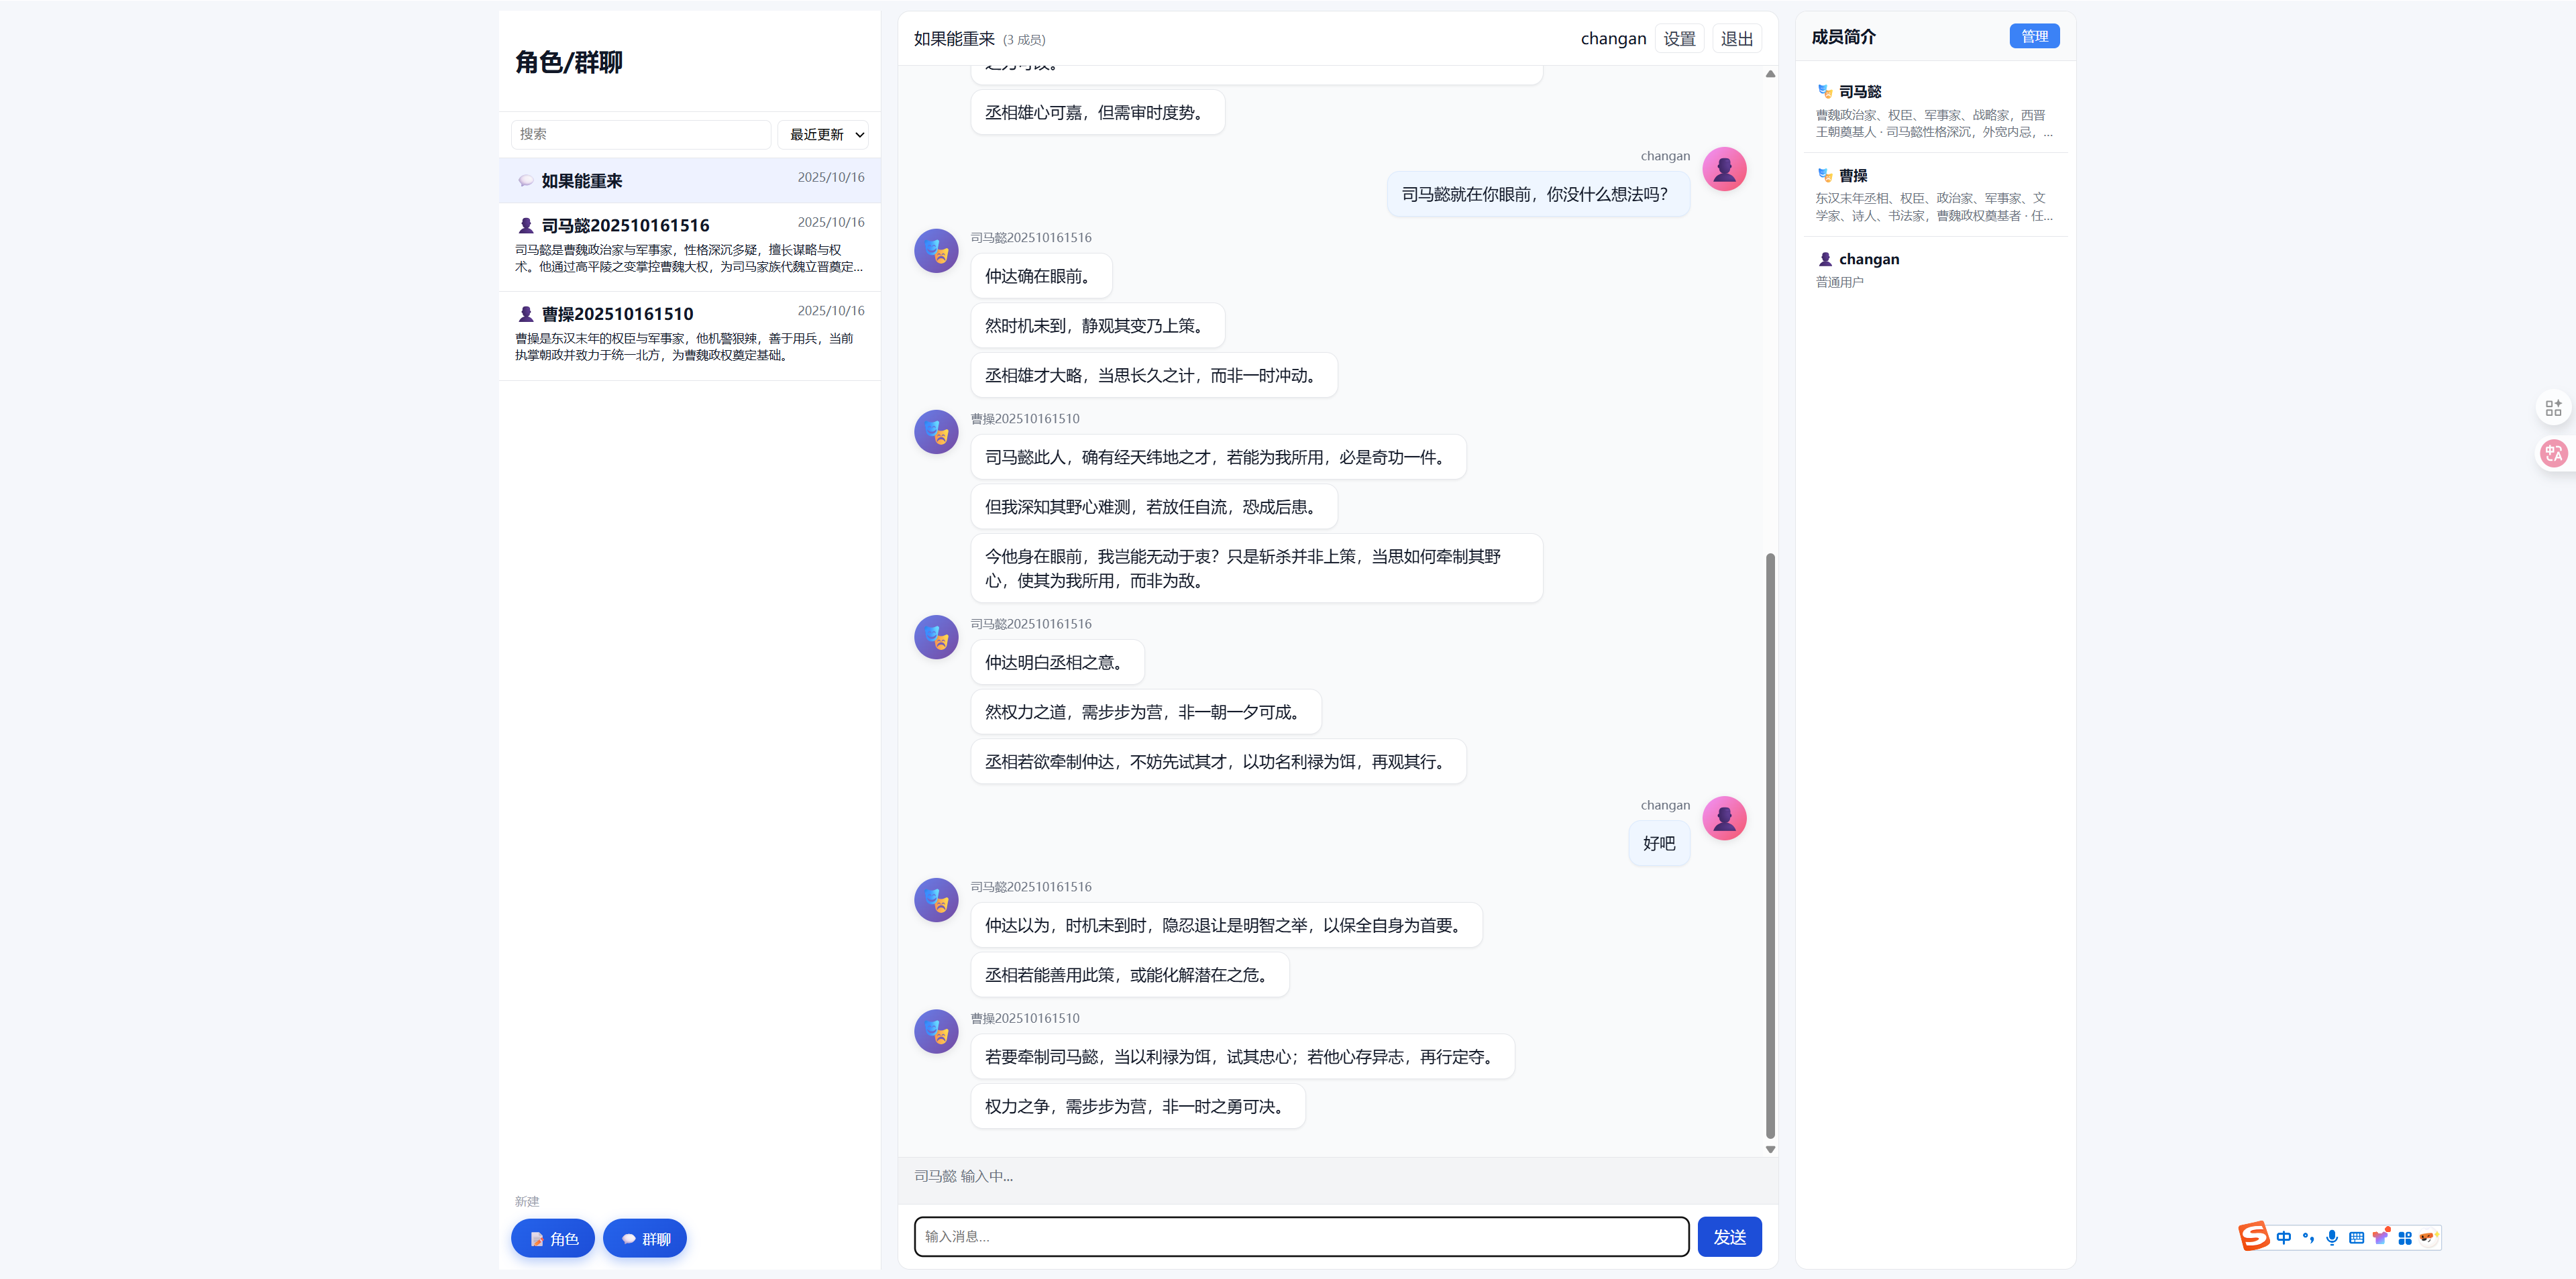 角色/群聊
搜索
最近更新
如果能重来
2025/10/16
司马懿202510161516
2025/10/16
司马懿是曹魏政治家与军事家，性格深沉多疑，擅长谋略与权
术。他通过高平陵之变掌控曹魏大权，为司马家族代魏立晋奠定...
曹操202510161510
2025/10/16
曹操是东汉末年的权臣与军事家，他机警狠辣，善于用兵，当前
执掌朝政并致力于统一北方，为曹魏政权奠定基础。
新建
角色
群聊
如果能重来 (3 成员)
changan
设置
退出
丞相雄心可嘉，但需审时度势。
changan
司马懿就在你眼前，你没什么想法吗？
司马懿202510161516
仲达确在眼前。
然时机未到，静观其变乃上策。
丞相雄才大略，当思长久之计，而非一时冲动。
曹操202510161510
司马懿此人，确有经天纬地之才，若能为我所用，必是奇功一件。
但我深知其野心难测，若放任自流，恐成后患。
今他身在眼前，我岂能无动于衷？只是斩杀并非上策，当思如何牵制其野
心，使其为我所用，而非为敌。
司马懿202510161516
仲达明白丞相之意。
然权力之道，需步步为营，非一朝一夕可成。
丞相若欲牵制仲达，不妨先试其才，以功名利禄为饵，再观其行。
changan
好吧
司马懿202510161516
仲达以为，时机未到时，隐忍退让是明智之举，以保全自身为首要。
丞相若能善用此策，或能化解潜在之危。
曹操202510161510
若要牵制司马懿，当以利禄为饵，试其忠心；若他心存异志，再行定夺。
权力之争，需步步为营，非一时之勇可决。
司马懿 输入中...
输入消息...
发送
成员简介
管理
司马懿
曹魏政治家、权臣、军事家、战略家，西晋
王朝奠基人 · 司马懿性格深沉，外宽内忌，...
曹操
东汉末年丞相、权臣、政治家、军事家、文
学家、诗人、书法家，曹魏政权奠基者 · 任...
changan
普通用户
中